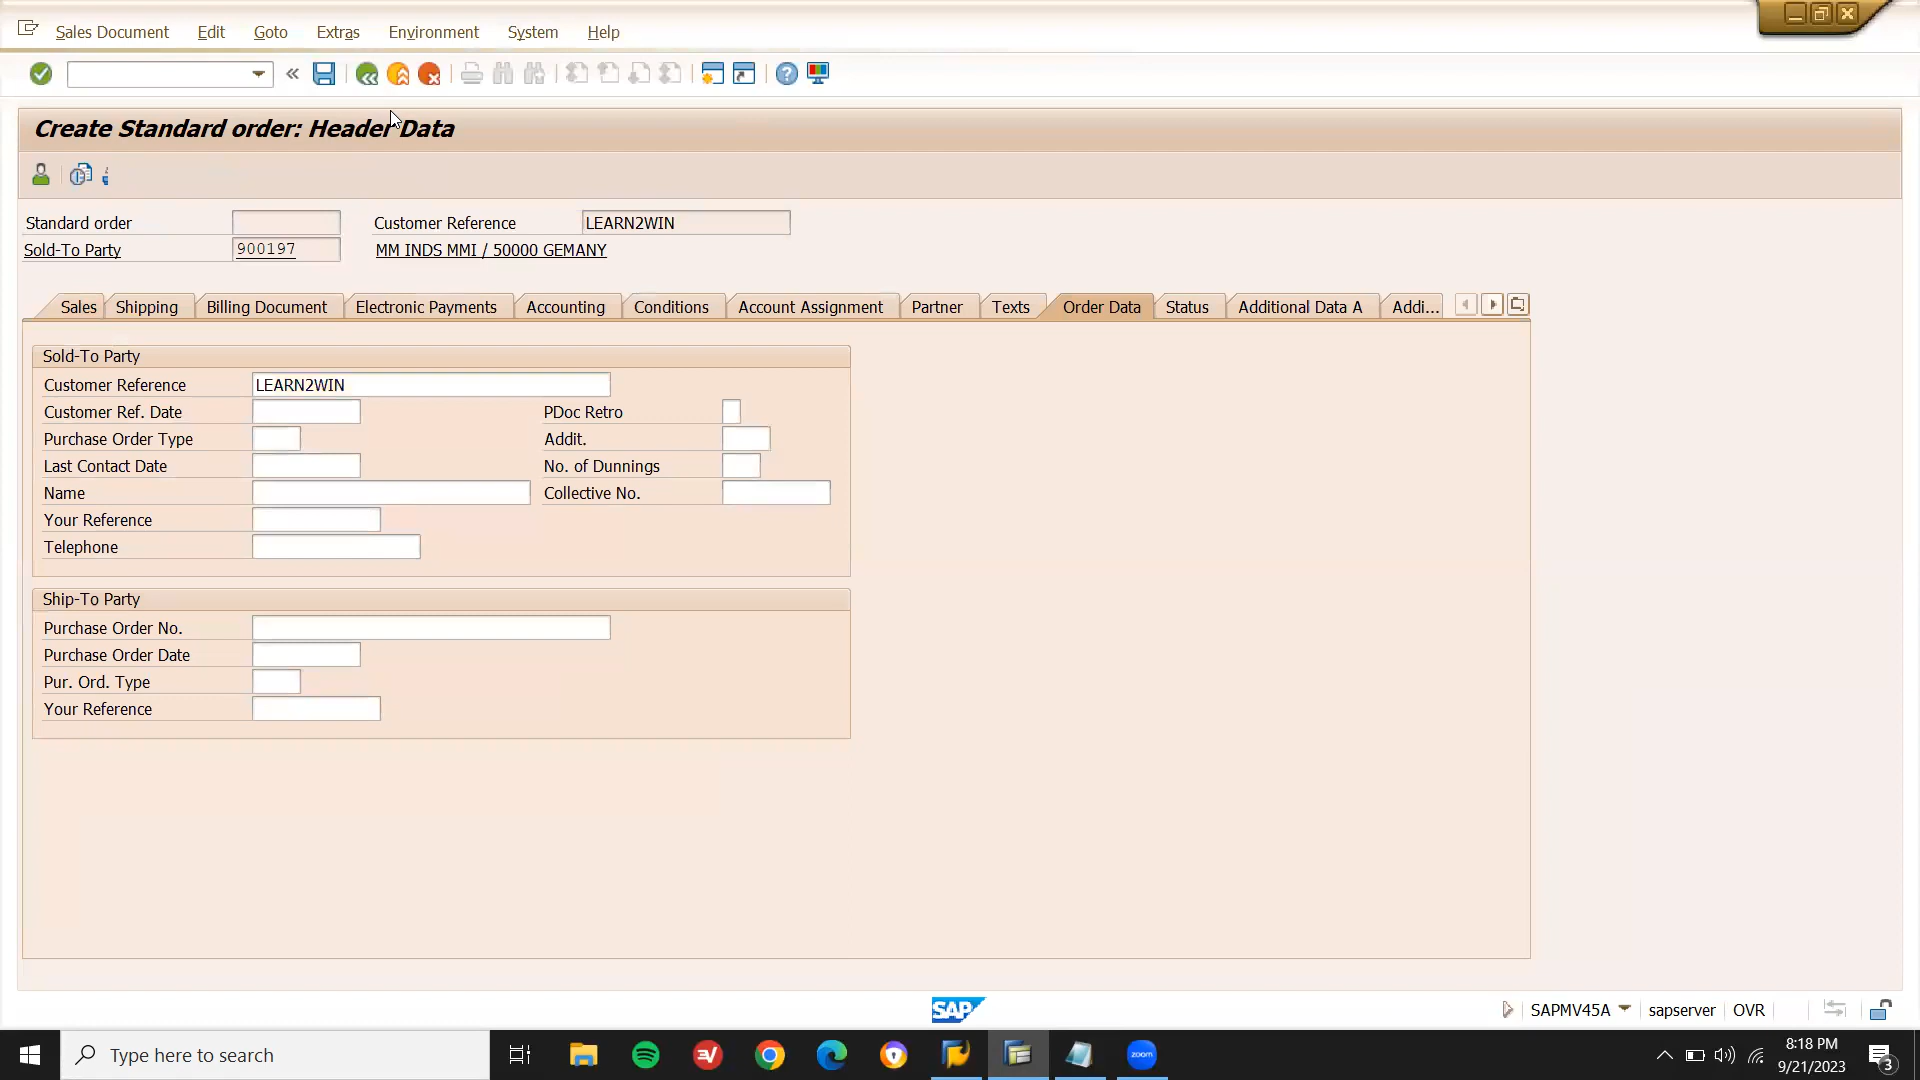 Sales Document Edit Goto Extras Environment System Help
Create Standard order: Header Data
Standard order Customer Reference LEARN2WIN
Sold-To Party 900197 MM INDS MMI / 50000 GEMANY
Sales Shipping Billing Document Electronic Payments Accounting Conditions Account Assignment Partner Texts Order Data Status Additional Data A Addi...
Sold-To Party
Customer Reference LEARN2WIN
Customer Ref. Date PDoc Retro
Purchase Order Type Addit.
Last Contact Date No. of Dunnings
Name Collective No.
Your Reference
Telephone
Ship-To Party
Purchase Order No.
Purchase Order Date
Pur. Ord. Type
Your Reference
SAP SAPMV45A sapserver OVR
Type here to search zoom 8:18 PM
9/21/2023 3